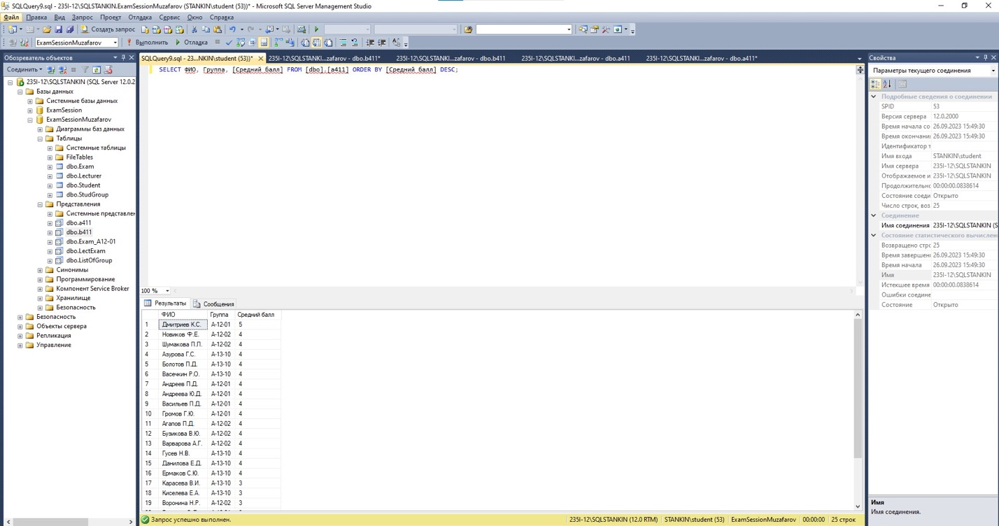 SQLQuery9.sql - 235I-12\SQLSTANKIN.ExamSessionMuzafarov (STANKIN\student (53))* - Microsoft SQL Server Management Studio
Файл Правка Вид Запрос Проект Отладка Сервис Окно Справка
Создать запрос
ExamSessionMuzafarov Выполнить Отладка
Обозреватель объектов
Соединить
235I-12\SQLSTANKIN (SQL Server 12.0.2
Базы данных
Системные базы данных
ExamSession
ExamSessionMuzafarov
Диаграммы баз данных
Таблицы
Системные таблицы
FileTables
dbo.Exam
dbo.Lecturer
dbo.Student
dbo.StudGroup
Представления
Системные представлен
dbo.a411
dbo.b411
dbo.Exam_A12-01
dbo.LectExam
dbo.ListOfGroup
Синонимы
Программирование
Компонент Service Broker
Хранилище
Безопасность
Безопасность
Объекты сервера
Репликация
Управление
SQLQuery9.sql - 23...NKIN\student (53))* 235I-12\SQLSTANKI...zafarov - dbo.b411* 235I-12\SQLSTANKI...zafarov - dbo.b411 235I-12\SQLSTANKI...zafarov - dbo.a411 235I-12\SQLSTANKI...zafarov - dbo.a411*
SELECT ФИО, Группа, [Средний балл] FROM [dbo].[a411] ORDER BY [Средний балл] DESC;
100 %
Результаты Сообщения
ФИО Группа Средний балл
1 Дмитриев К.С. А-12-01 5
2 Новиков Ф.Е. А-12-02 4
3 Шумакова П.П. А-12-02 4
4 Азурова Г.С. А-13-10 4
5 Болотов П.Д. А-13-10 4
6 Васечкин Р.О. А-13-10 4
7 Андреев П.Д. А-12-01 4
8 Андреева Ю.Д. А-12-01 4
9 Васильев П.Д. А-12-01 4
10 Громов Г.Ю. А-12-01 4
11 Агапов П.Д. А-12-02 4
12 Бузикова В.Ю. А-12-02 4
13 Варварова А.Г. А-12-02 4
14 Гусев Н.В. А-13-10 4
15 Данилова Е.Д. А-13-10 4
16 Ермаков С.Ю. А-13-10 4
17 Карасева В.И. А-13-10 3
18 Киселева Е.А. А-13-10 3
19 Воронина Н.Р. А-12-02 3
Запрос успешно выполнен. 235I-12\SQLSTANKIN (12.0 RTM) STANKIN\student (53) ExamSessionMuzafarov 00:00:00 25 строк
Свойства
Параметры текущего соединения
Подробные сведения о соединении
SPID 53
Версия сервера 12.0.2000
Время начала со 26.09.2023 15:49:30
Время окончани 26.09.2023 15:49:30
Идентификатор т
Имя входа STANKIN\student
Имя сервера 235I-12\SQLSTANKIN
Отображаемое и 235I-12\SQLSTANKIN
Продолжительно 00:00:00.0838614
Состояние соеди Открыто
Число строк, воз 25
Соединение
Имя соединения 235I-12\SQLSTANKIN (S
Состояние статистического вычислени
Возвращено стро 25
Время завершен 26.09.2023 15:49:30
Время начала 26.09.2023 15:49:30
Имя 235I-12\SQLSTANKIN
Истекшее время 00:00:00.0838614
Ошибки соедине
Состояние Открыто
Имя
Имя соединения.